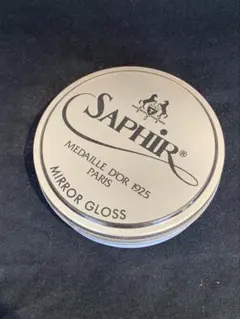 SAPHIR®
MEDAILLE D'OR 1925
PARIS
MIRROR GLOSS